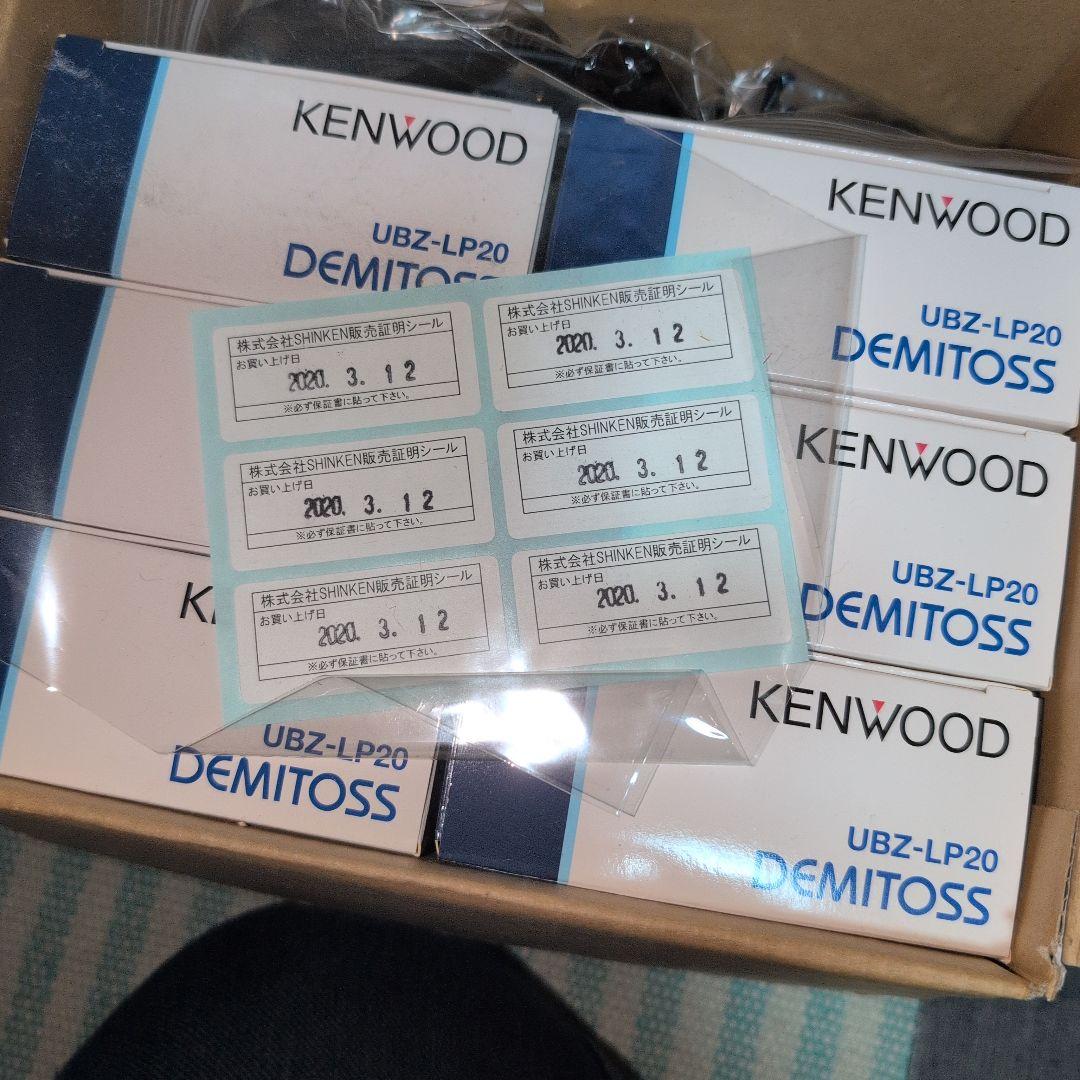 KENWOOD
UBZ-LP20
KENWOOD
UBZ-LP20
DEMITOSS
株式会社SHINKEN販売証明シール
お買い上げ日
2020. 3. 12
※必ず保証書に貼って下さい。
株式会社SHINKEN販売証明シール
お買い上げ日
2020. 3. 12
※必ず保証書に貼って下さい。
株式会社SHINKEN販売証明シール
お買い上げ日
2020. 3. 12
※必ず保証書に貼って下さい。
株式会社SHINKEN販売証明シール
お買い上げ日
2020. 3. 12
※必ず保証書に貼って下さい。
株式会社SHINKEN販売証明シール
お買い上げ日
2020. 3. 12
※必ず保証書に貼って下さい。
株式会社SHINKEN販売証明シール
お買い上げ日
2020. 3. 12
※必ず保証書に貼って下さい。
KENWOOD
UBZ-LP20
DEMITOSS
UBZ-LP20
DEMITOSS
KENWOOD
UBZ-LP20
DEMITOSS